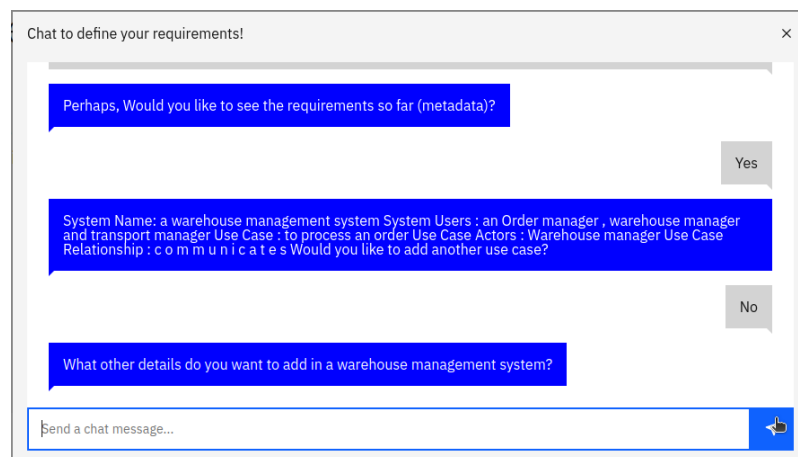 Chat to define your requirements!
Perhaps, Would you like to see the requirements so far (metadata)?
Yes
System Name: a warehouse management system System Users : an Order manager , warehouse manager
and transport manager Use Case : to process an order Use Case Actors : Warehouse manager Use Case
Relationship : c o m m u n i c a t e s Would you like to add another use case?
No
What other details do you want to add in a warehouse management system?
Send a chat message...